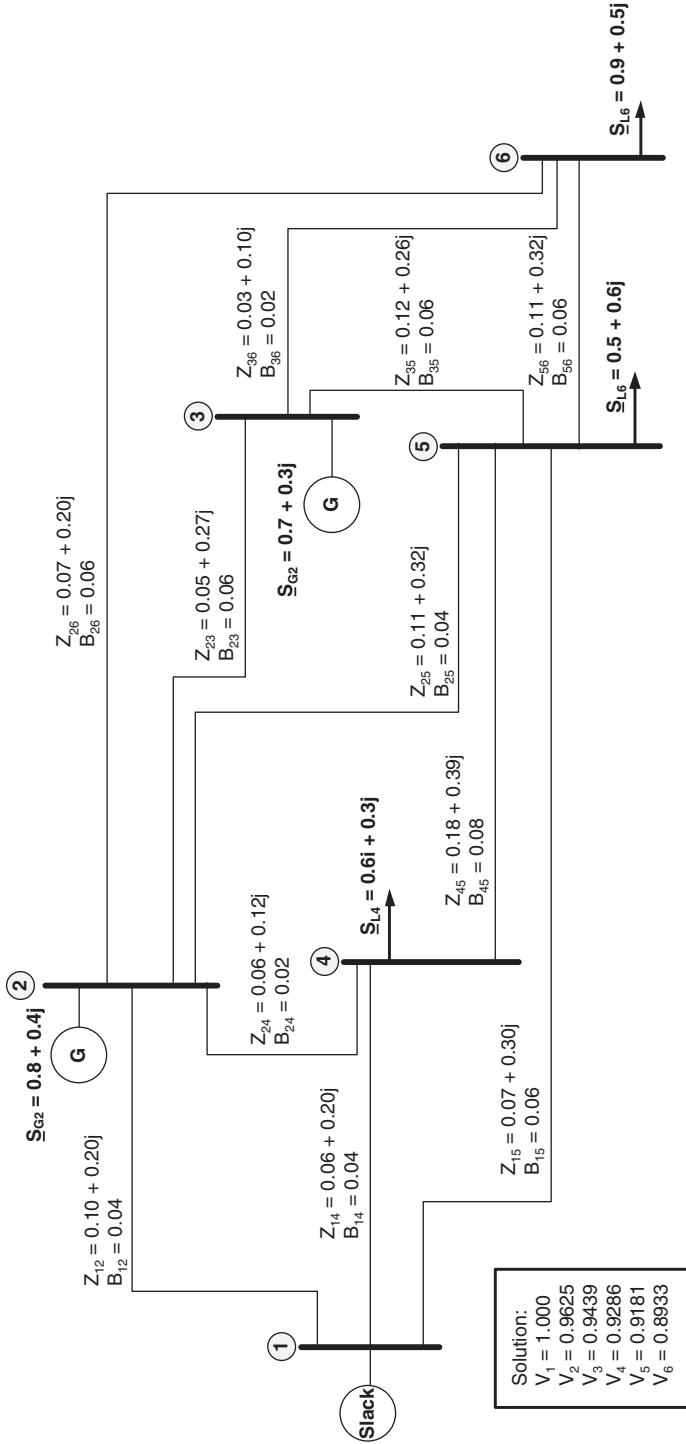 2
S_G2 = 0.8 + 0.4j
G
Z12 = 0.10 + 0.20j
B12 = 0.04
Z26 = 0.07 + 0.20j
B26 = 0.06
Z23 = 0.05 + 0.27j
B23 = 0.06
3
S_G2 = 0.7 + 0.3j
G
Z36 = 0.03 + 0.10j
B36 = 0.02
6
S_L6 = 0.9 + 0.5j
Z24 = 0.06 + 0.12j
B24 = 0.02
Z25 = 0.11 + 0.32j
B25 = 0.04
Z35 = 0.12 + 0.26j
B35 = 0.06
4
S_L4 = 0.6i + 0.3j
5
Z56 = 0.11 + 0.32j
B56 = 0.06
S_L6 = 0.5 + 0.6j
1
Slack
Z14 = 0.06 + 0.20j
B14 = 0.04
Z45 = 0.18 + 0.39j
B45 = 0.08
Z15 = 0.07 + 0.30j
B15 = 0.06
Solution:
V1 = 1.000
V2 = 0.9625
V3 = 0.9439
V4 = 0.9286
V5 = 0.9181
V6 = 0.8933